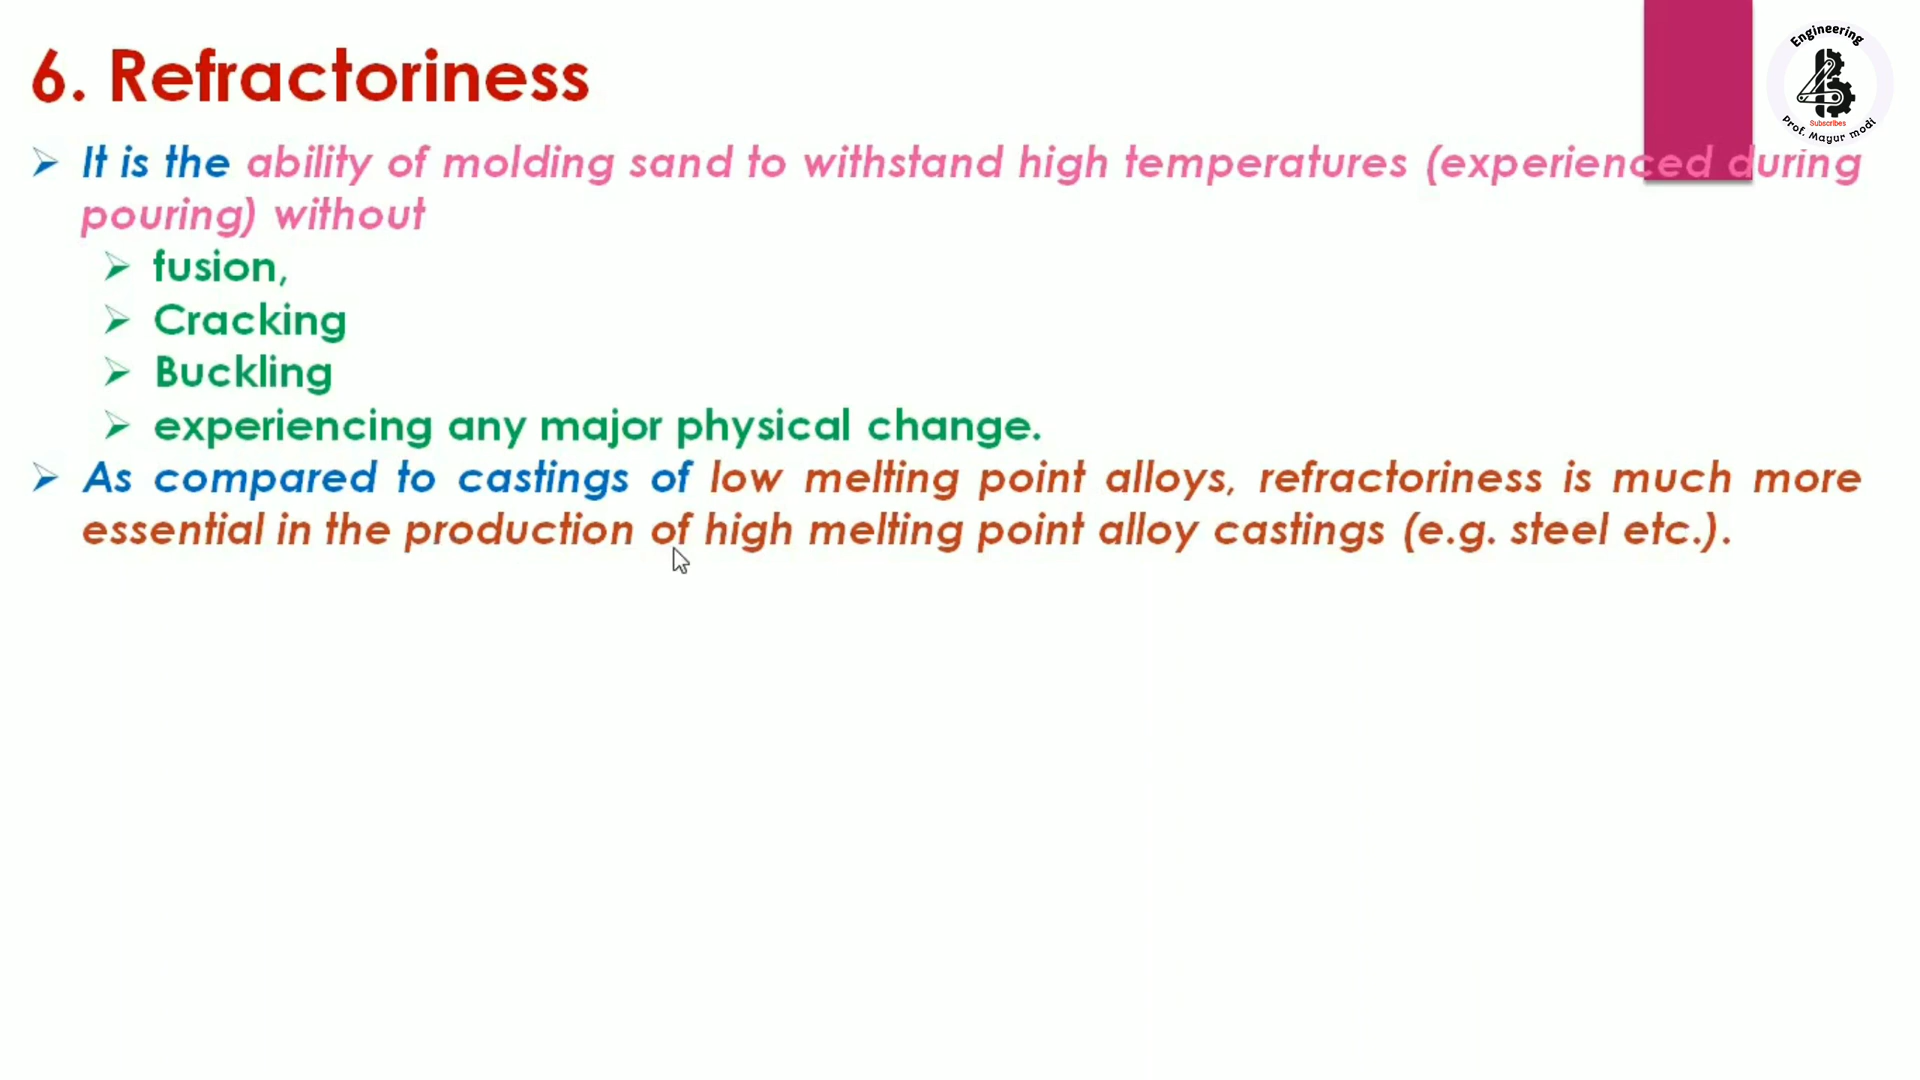 6. Refractoriness
Engineering
Subscribes
Prof. Mayur modi
It is the ability of molding sand to withstand high temperatures (experienced during
pouring) without
fusion,
Cracking
Buckling
experiencing any major physical change.
As compared to castings of low melting point alloys, refractoriness is much more
essential in the production of high melting point alloy castings (e.g. steel etc.).